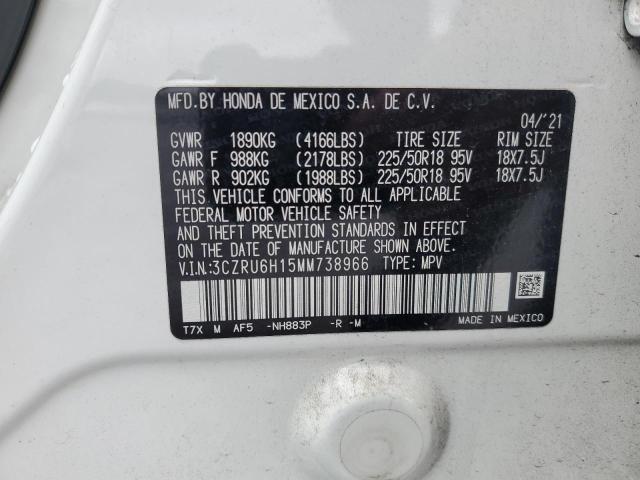 MFD.BY HONDA DE MEXICO S.A. DE C.V.
04/'21
GVWR 1890KG (4166LBS) TIRE SIZE RIM SIZE
GAWR F 988KG (2178LBS) 225/50R18 95V 18X7.5J
GAWR R 902KG (1988LBS) 225/50R18 95V 18X7.5J
THIS VEHICLE CONFORMS TO ALL APPLICABLE
FEDERAL MOTOR VEHICLE SAFETY
AND THEFT PREVENTION STANDARDS IN EFFECT
ON THE DATE OF MANUFACTURE SHOWN ABOVE.
V.I.N:3CZRU6H15MM738966 TYPE: MPV
T7X M AF5 -NH883P -R -M MADE IN MEXICO